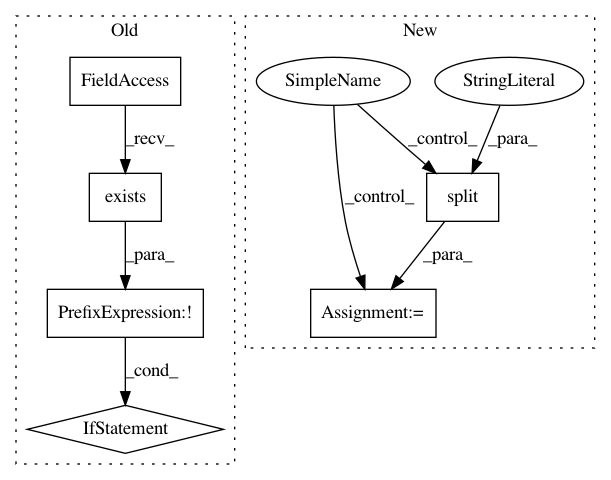 Old
New
FieldAccess
SimpleName
StringLiteral
_recv_
_control_
_para_
exists
split
_control_
_para_
_para_
PrefixExpression:!
Assignment:=
_cond_
IfStatement